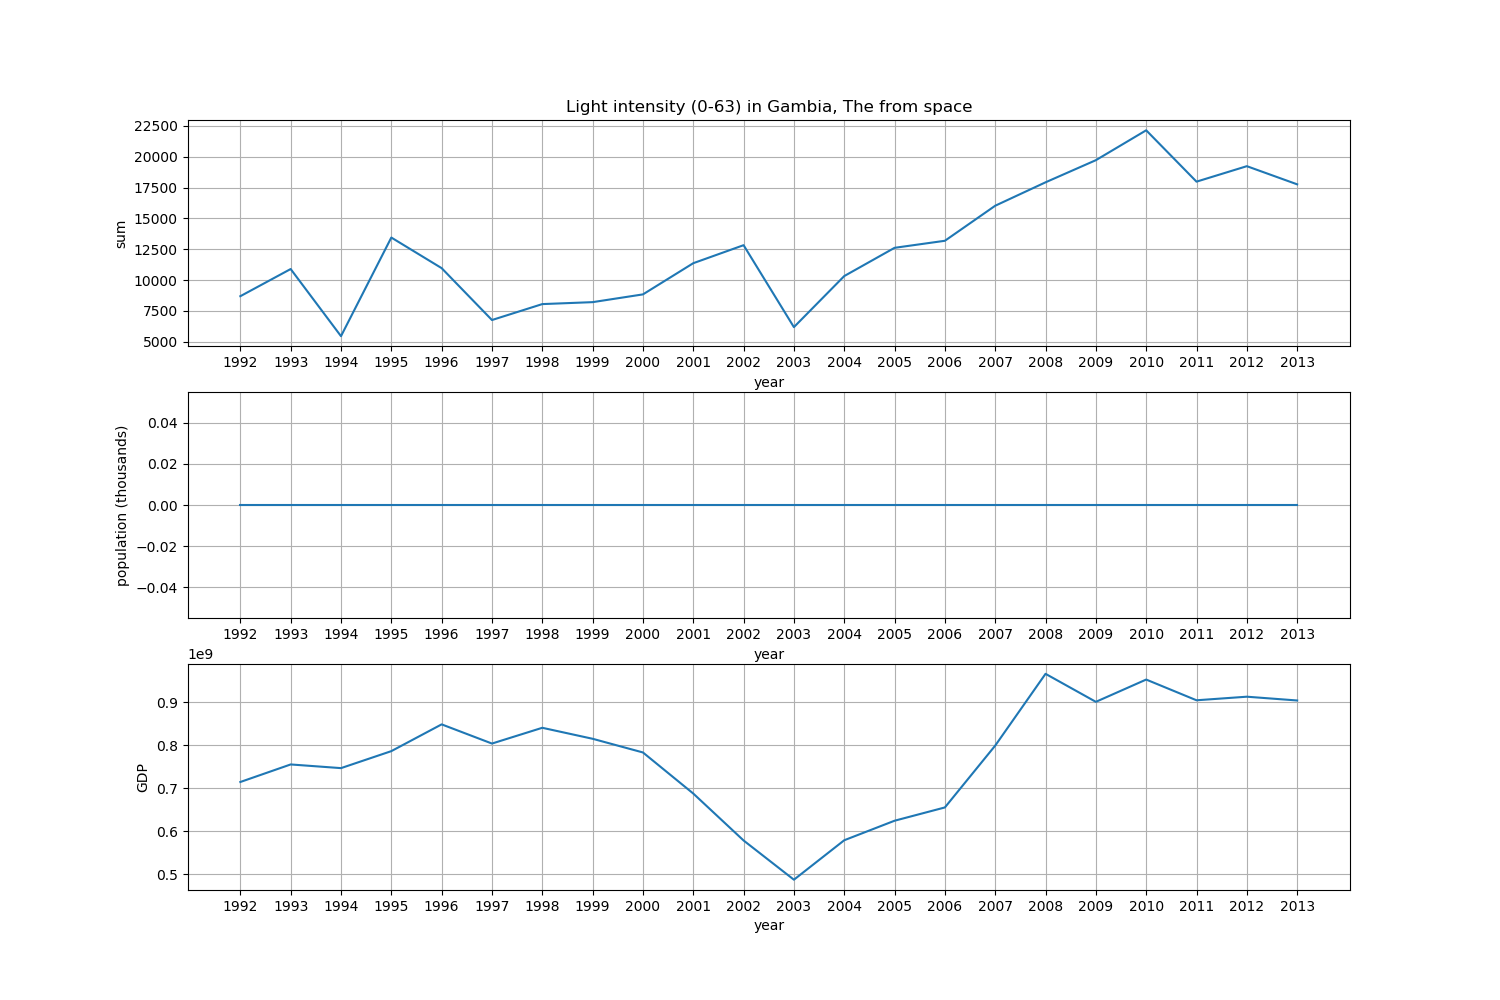 Light intensity (0-63) in Gambia, The from space
22500
20000
17500
15000
12500
10000
7500
5000
sum
1992 1993 1994 1995 1996 1997 1998 1999 2000 2001 2002 2003 2004 2005 2006 2007 2008 2009 2010 2011 2012 2013
year
0.04
0.02
0.00
−0.02
−0.04
population (thousands)
1992 1993 1994 1995 1996 1997 1998 1999 2000 2001 2002 2003 2004 2005 2006 2007 2008 2009 2010 2011 2012 2013
year
1e9
0.9
0.8
0.7
0.6
0.5
GDP
1992 1993 1994 1995 1996 1997 1998 1999 2000 2001 2002 2003 2004 2005 2006 2007 2008 2009 2010 2011 2012 2013
year